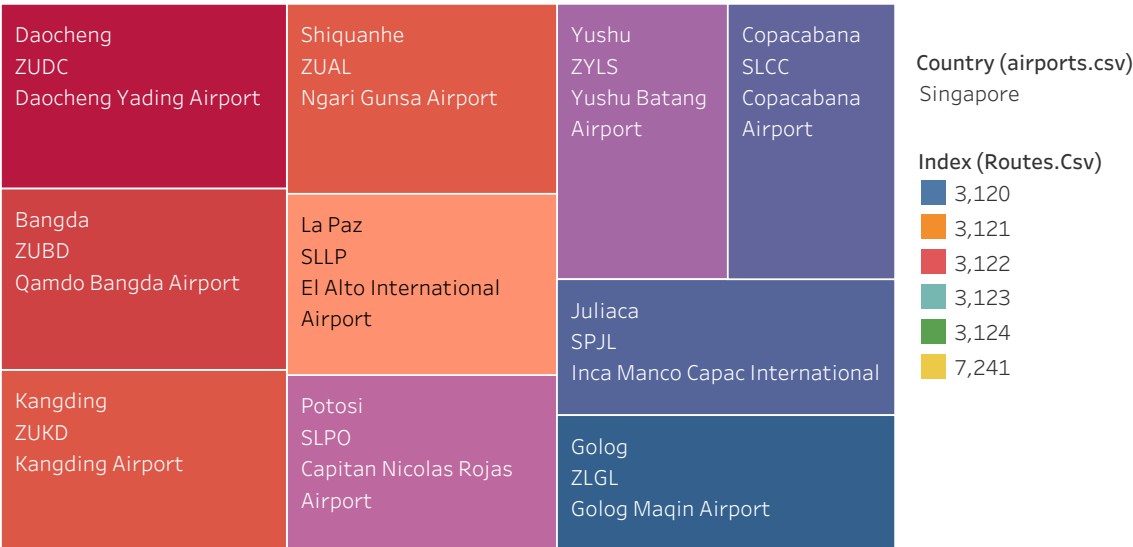 Daocheng
ZUDC
Daocheng Yading Airport
Bangda
ZUBD
Qamdo Bangda Airport
Kangding
ZUKD
Kangding Airport
Shiquanhe
ZUAL
Ngari Gunsa Airport
La Paz
SLLP
El Alto International
Airport
Potosi
SLPO
Capitan Nicolas Rojas
Airport
Yushu
ZYLS
Yushu Batang
Airport
Copacabana
SLCC
Copacabana
Airport
Juliaca
SPJL
Inca Manco Capac International
Golog
ZLGL
Golog Maqin Airport
Country (airports.csv)
Singapore
Index (Routes.Csv)
3,120
3,121
3,122
3,123
3,124
7,241